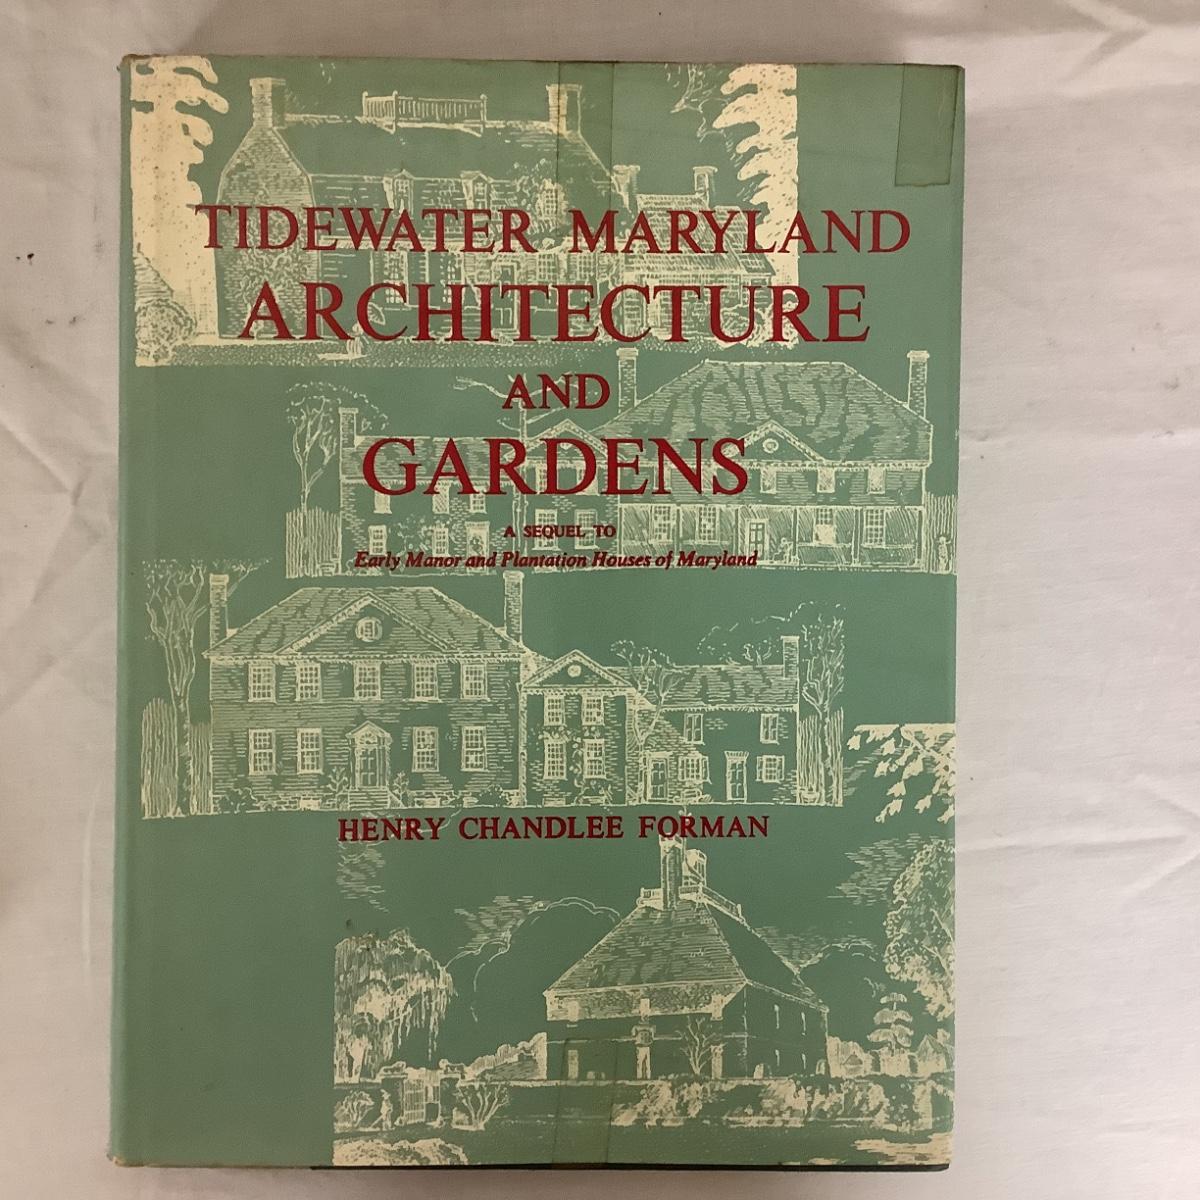 TIDEWATER MARYLAND
ARCHITECTURE
AND
GARDENS
A SEQUEL TO
Early Manor and Plantation Houses of Maryland
HENRY CHANDLEE FORMAN